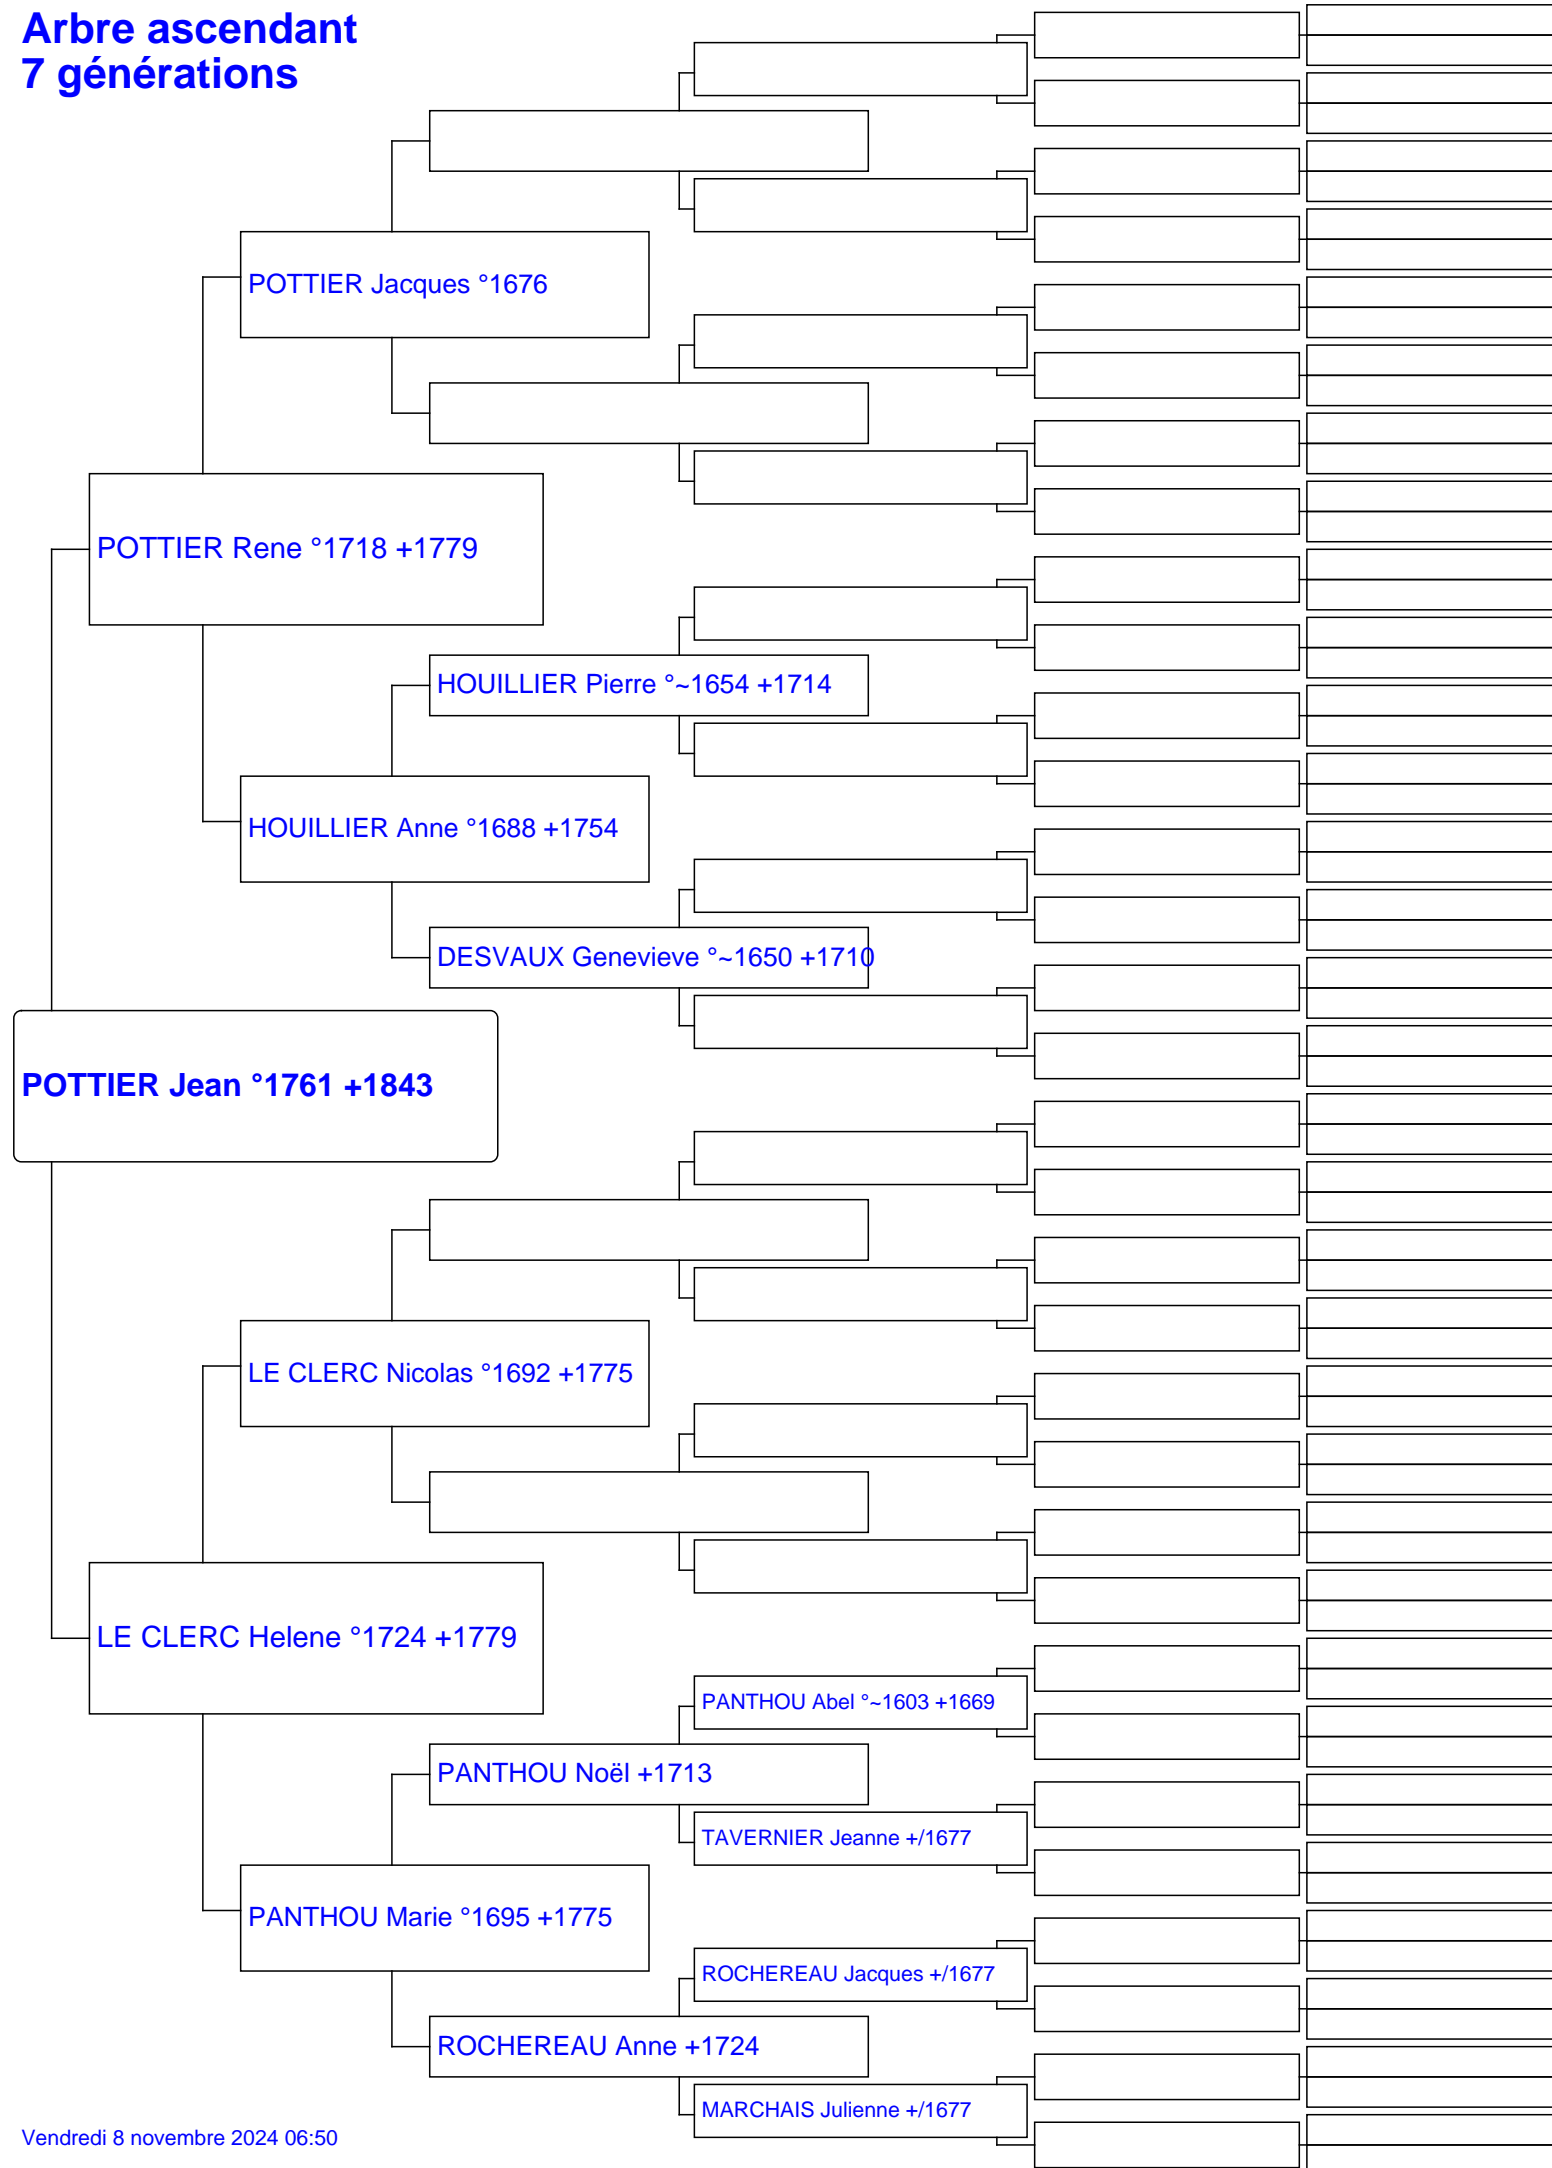 Arbre ascendant
7 générations
POTTIER Jacques °1676
POTTIER Rene °1718 +1779
HOUILLIER Pierre °~1654 +1714
HOUILLIER Anne °1688 +1754
DESVAUX Genevieve °~1650 +1710
POTTIER Jean °1761 +1843
LE CLERC Nicolas °1692 +1775
LE CLERC Helene °1724 +1779
PANTHOU Abel °~1603 +1669
PANTHOU Noël +1713
TAVERNIER Jeanne +/1677
PANTHOU Marie °1695 +1775
ROCHEREAU Jacques +/1677
ROCHEREAU Anne +1724
MARCHAIS Julienne +/1677
Vendredi 8 novembre 2024 06:50